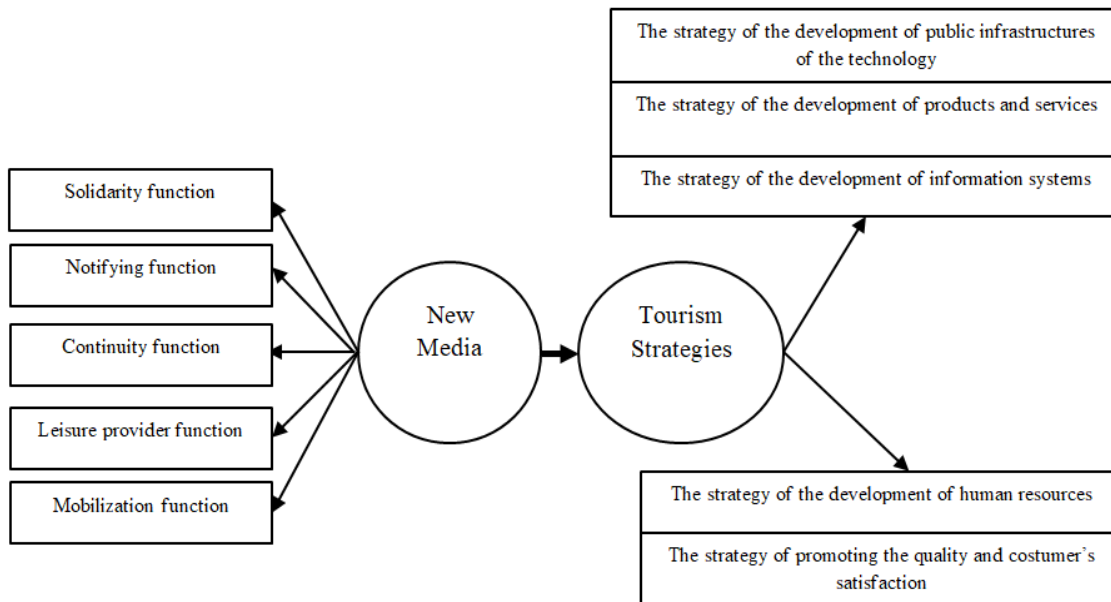 The strategy of the development of public infrastructures
of the technology
The strategy of the development of products and services
The strategy of the development of information systems
Solidarity function
Notifying function
Continuity function
Leisure provider function
Mobilization function
New
Media
Tourism
Strategies
The strategy of the development of human resources
The strategy of promoting the quality and costumer's
satisfaction